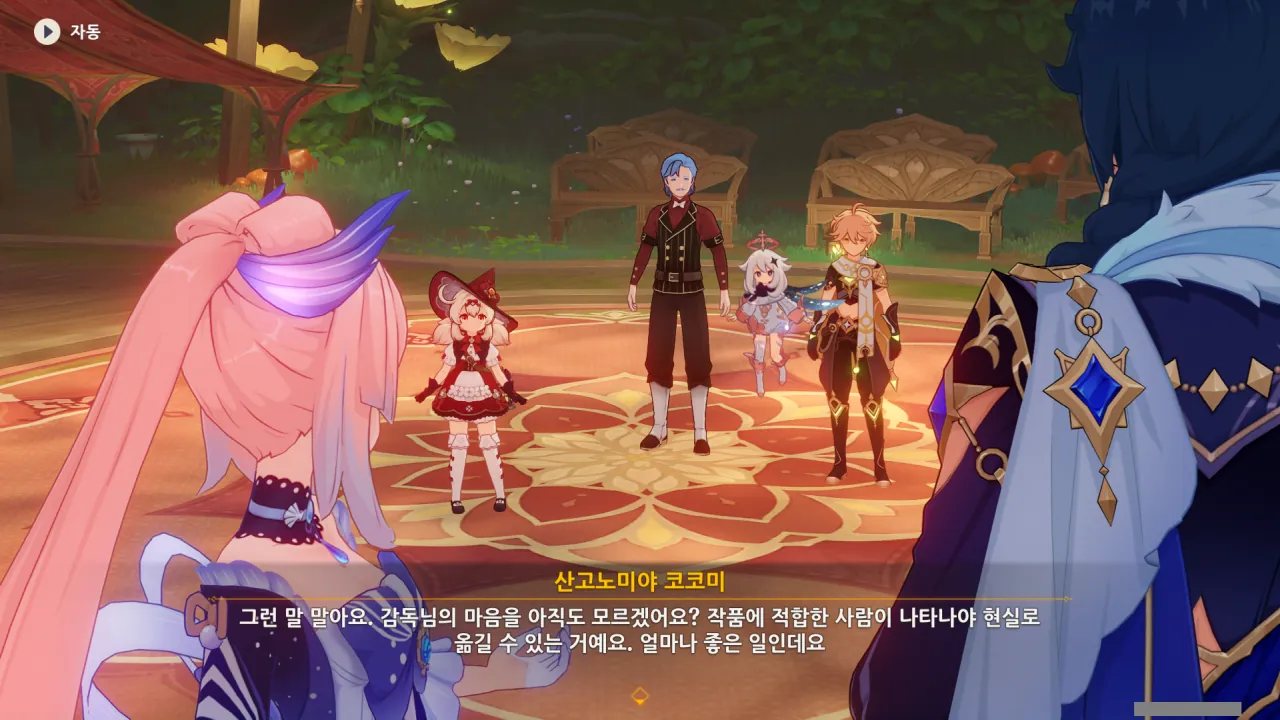 자동
산고노미야 코코미
그런 말 말아요. 감독님의 마음을 아직도 모르겠어요? 작품에 적합한 사람이 나타나야 현실로
옮길 수 있는 거예요. 얼마나 좋은 일인데요